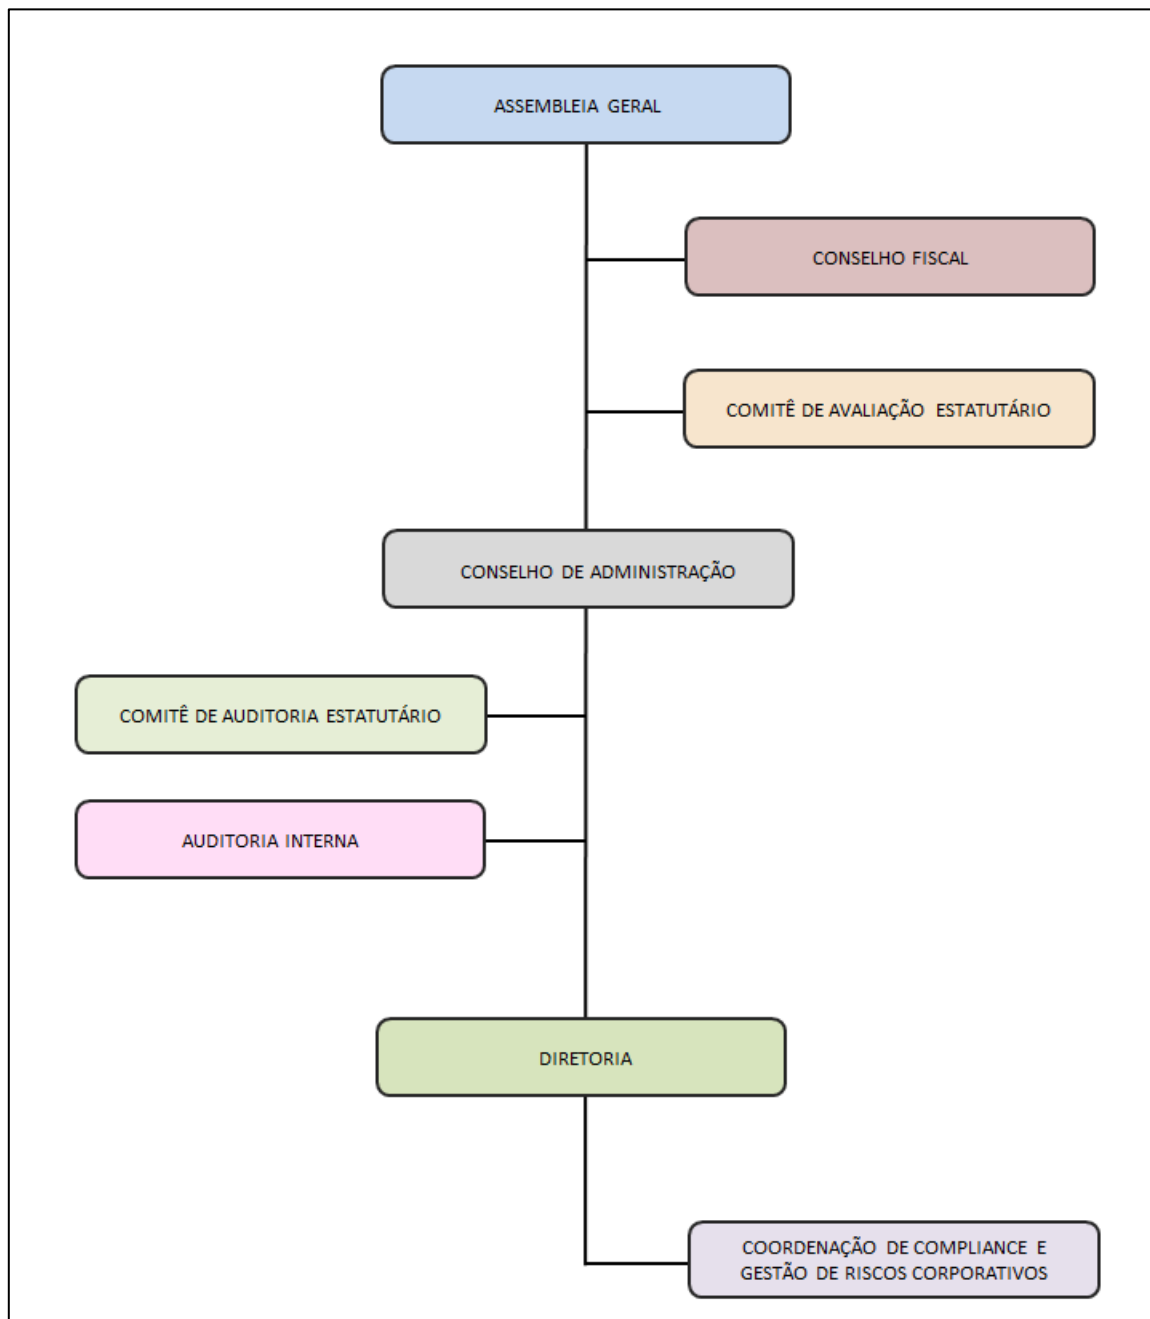 ASSEMBLEIA GERAL
CONSELHO FISCAL
COMITÊ DE AVALIAÇÃO ESTATUTÁRIO
CONSELHO DE ADMINISTRAÇÃO
COMITÊ DE AUDITORIA ESTATUTÁRIO
AUDITORIA INTERNA
DIRETORIA
COORDENAÇÃO DE COMPLIANCE E
GESTÃO DE RISCOS CORPORATIVOS